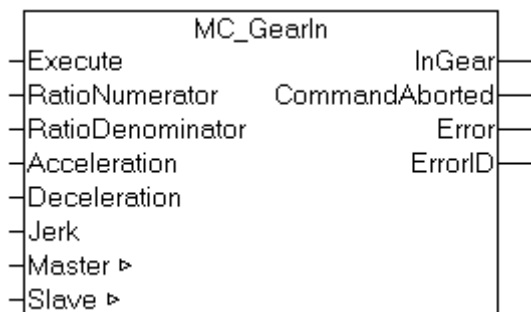 MC_GearIn
Execute InGear
RatioNumerator CommandAborted
RatioDenominator Error
Acceleration ErrorID
Deceleration
Jerk
Master ▹
Slave ▹